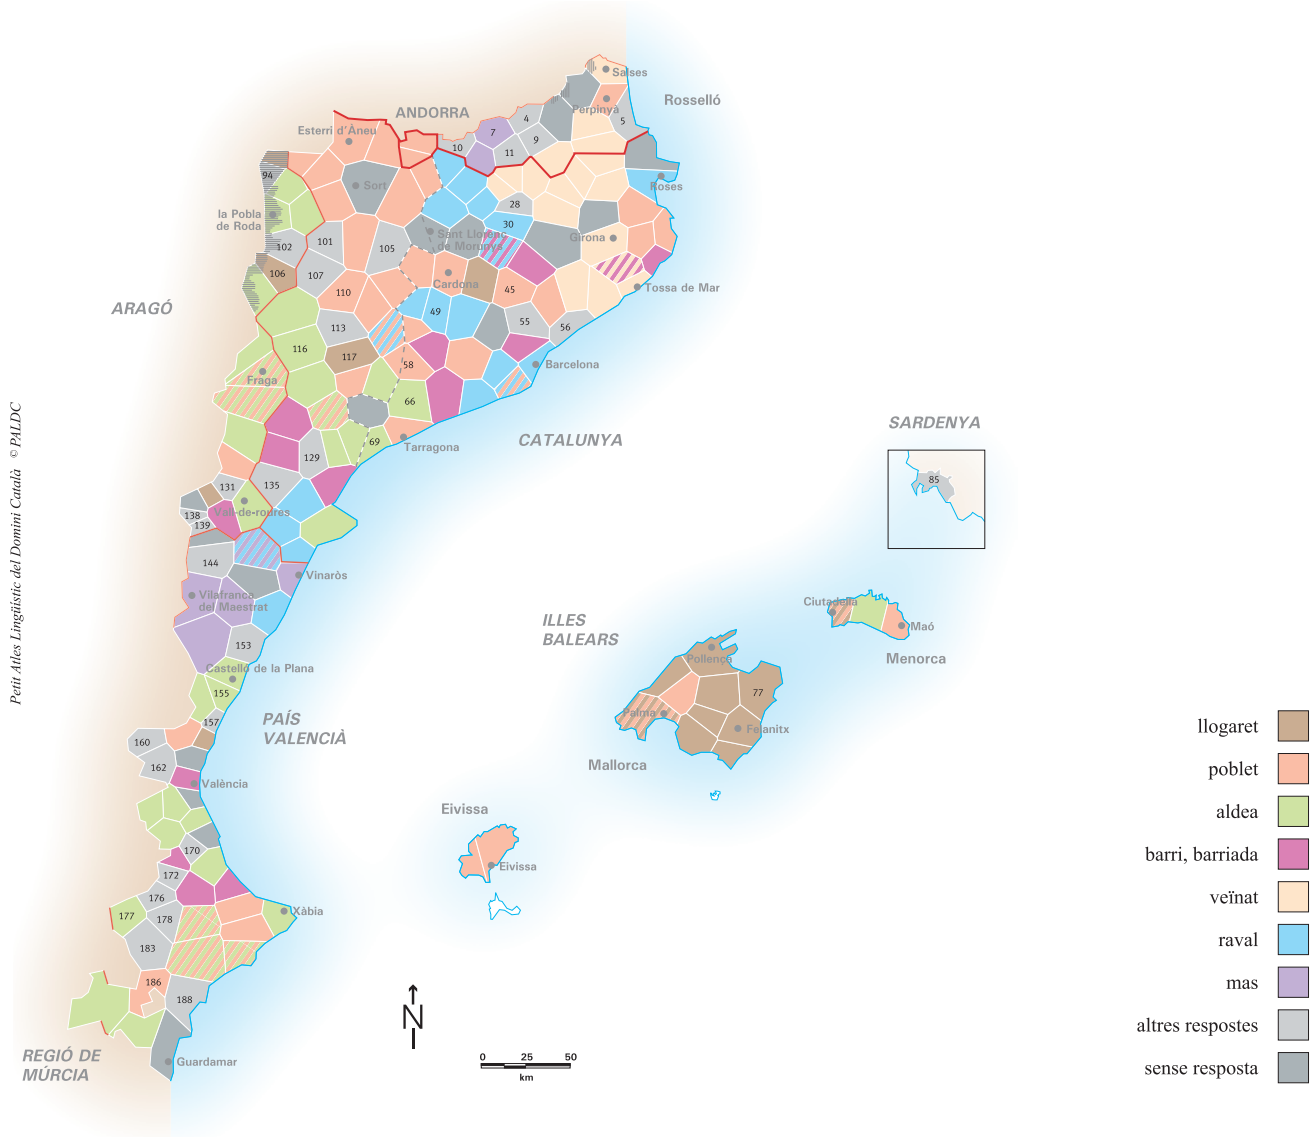 Salses
Rosselló
Perpinyà
ANDORRA
4
5
7
9
10
11
Esterri d'Àneu
94
Sort
Roses
28
la Pobla
de Roda
30
Sant Llorenç
de Morunys
Girona
101
102
105
106
107
Cardona
110
45
Tossa de Mar
ARAGÓ
49
113
55
56
116
117
58
Barcelona
Fraga
66
69
Tarragona
CATALUNYA
SARDENYA
129
85
131
135
Vall-de-roures
138
139
144
Vinaròs
Vilafranca
del Maestrat
153
Castelló de la Plana
155
157
PAÍS
VALENCIÀ
160
162
València
170
172
176
177
178
Xàbia
183
186
188
Guardamar
REGIÓ DE
MÚRCIA
ILLES
BALEARS
Ciutadella
Maó
Menorca
Pollença
77
Palma
Felanitx
Mallorca
Eivissa
Eivissa
N
0 25 50
km
Petit Atles Lingüístic del Domini Català © PALDC
llogaret
poblet
aldea
barri, barriada
veïnat
raval
mas
altres respostes
sense resposta